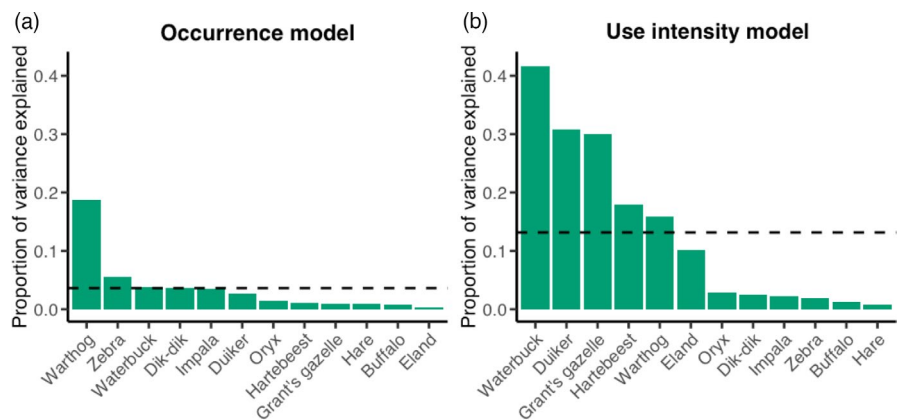 (a)
Occurrence model
Proportion of variance explained
0.4
0.3
0.2
0.1
0.0
Warthog
Zebra
Waterbuck
Dik-dik
Impala
Duiker
Oryx
Hartebeest
Grant's gazelle
Hare
Buffalo
Eland
(b)
Use intensity model
Proportion of variance explained
0.4
0.3
0.2
0.1
0.0
Waterbuck
Duiker
Grant's gazelle
Hartebeest
Warthog
Eland
Oryx
Dik-dik
Impala
Zebra
Buffalo
Hare